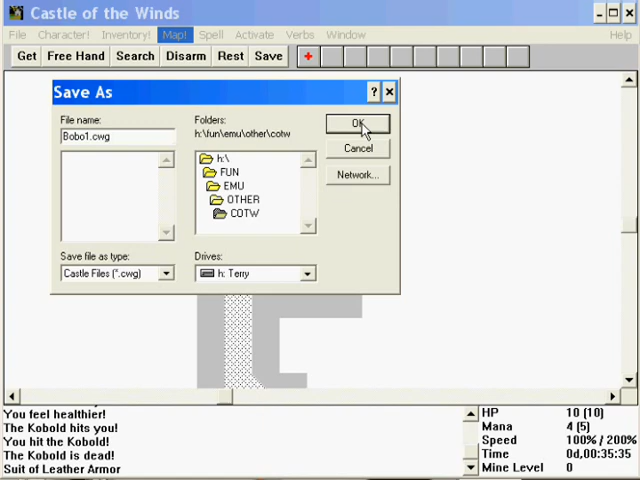 Castle of the Winds
File Character! Inventory! Map! Spell Activate Verbs Window Help
Get Free Hand Search Disarm Rest Save
Save As
File name:
Bobo1.cwg
Folders:
h:\fun\emu\other\cotw
h:\
FUN
EMU
OTHER
COTW
OK
Cancel
Network...
Save file as type:
Castle Files (*.cwg)
Drives:
h: Terry
You feel healthier!
The Kobold hits you!
You hit the Kobold!
The Kobold is dead!
Suit of Leather Armor
HP 10 (10)
Mana 4 (5)
Speed 100% / 200%
Time 0d,00:35:35
Mine Level 0